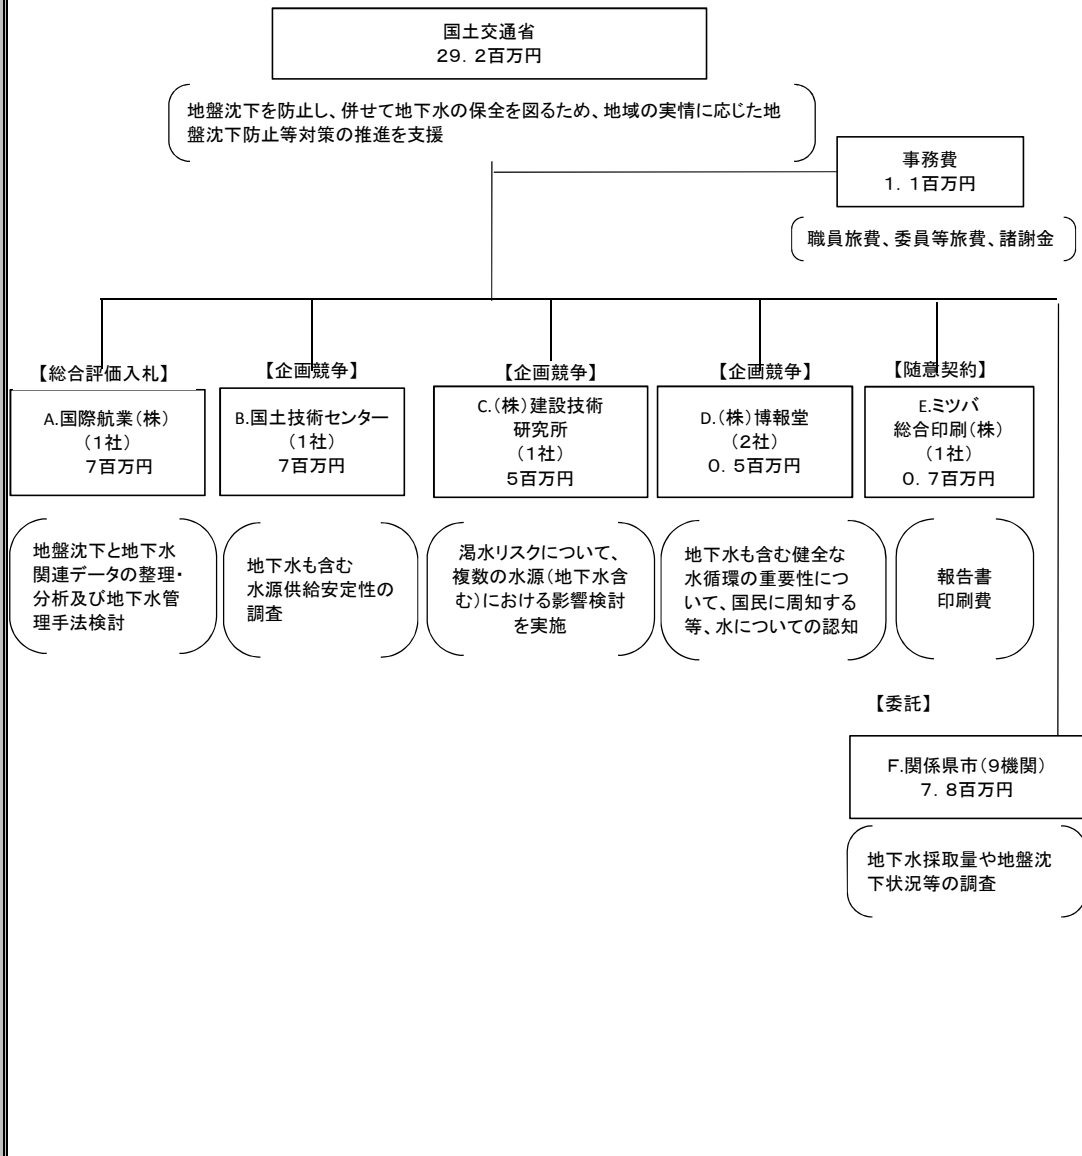 国土交通省
29．2百万円
地盤沈下を防止し、併せて地下水の保全を図るため、地域の実情に応じた地
盤沈下防止等対策の推進を支援
事務費
1．1百万円
職員旅費、委員等旅費、諸謝金
【総合評価入札】
A.国際航業(株)
(1社)
7百万円
地盤沈下と地下水
関連データの整理・
分析及び地下水管
理手法検討
【企画競争】
B.国土技術センター
(1社)
7百万円
地下水も含む
水源供給安定性の
調査
【企画競争】
C.(株)建設技術
研究所
(1社)
5百万円
渇水リスクについて、
複数の水源(地下水含
む)における影響検討
を実施
【企画競争】
D.(株)博報堂
(2社)
0．5百万円
地下水も含む健全な
水循環の重要性につ
いて、国民に周知する
等、水についての認知
【随意契約】
E.ミツバ
総合印刷(株)
(1社)
0．7百万円
報告書
印刷費
【委託】
F.関係県市(9機関)
7．8百万円
地下水採取量や地盤沈
下状況等の調査